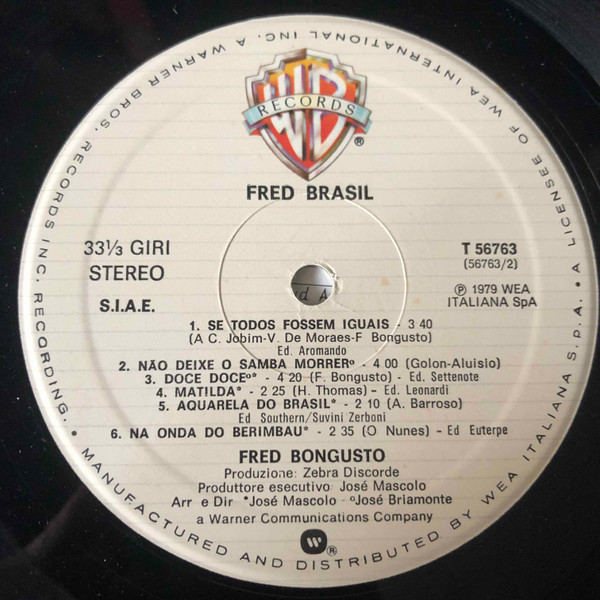 WB
RECORDS
®
FRED BRASIL
33⅓ GIRI
STEREO
S.I.A.E.
T 56763
(56763/2)
℗ 1979 WEA
ITALIANA SpA
1. SE TODOS FOSSEM IGUAIS - 3 40
(A C. Jobim-V. De Moraes-F Bongusto)
Ed. Aromando
2. NÃO DEIXE O SAMBA MORRERº - 4 00 (Golon-Aluisio)
3. DOCE DOCEº - 4 20 (F. Bongusto) - Ed. Settenote
4. MATILDA* - 2 25 (H. Thomas) - Ed. Leonardi
5. AQUARELA DO BRASIL* - 2 10 (A. Barroso)
Ed Southern/Suvini Zerboni
6. NA ONDA DO BERIMBAU* - 2 35 (O Nunes) - Ed Euterpe
FRED BONGUSTO
Produzione: Zebra Discorde
Produttore esecutivo José Mascolo
Arr e Dir *José Mascolo - ºJosé Briamonte
a Warner Communications Company
®
• MANUFACTURED AND DISTRIBUTED BY WEA ITALIANA S.p.A. • A LICENSEE OF WEA INTERNATIONAL INC. A WARNER BROS. RECORDS INC. RECORDING.